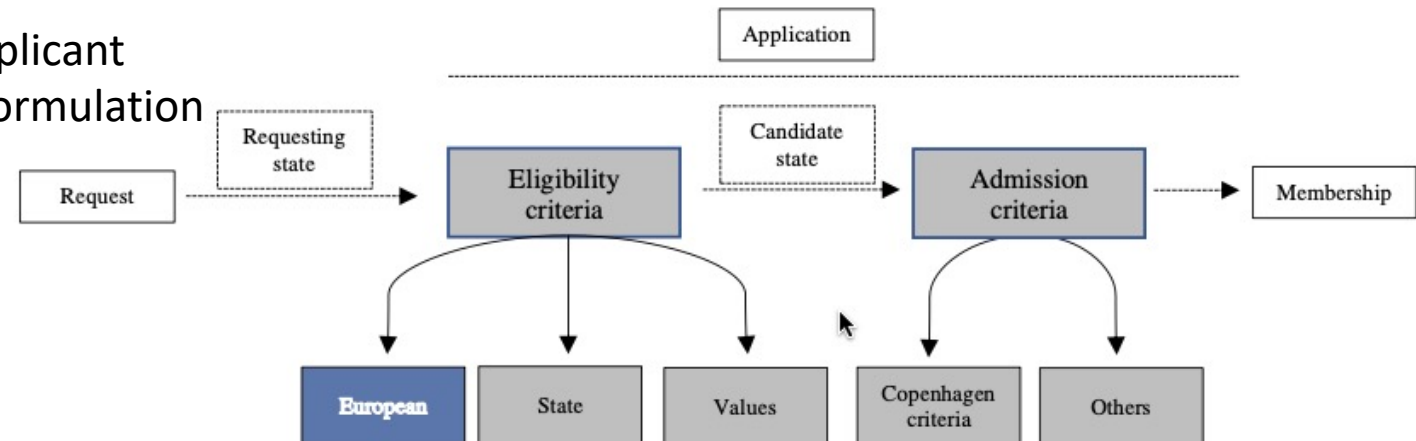 plicant
ormulation
Application
Requesting
state
Candidate
state
Request
Eligibility
criteria
Admission
criteria
Membership
European
State
Values
Copenhagen
criteria
Others